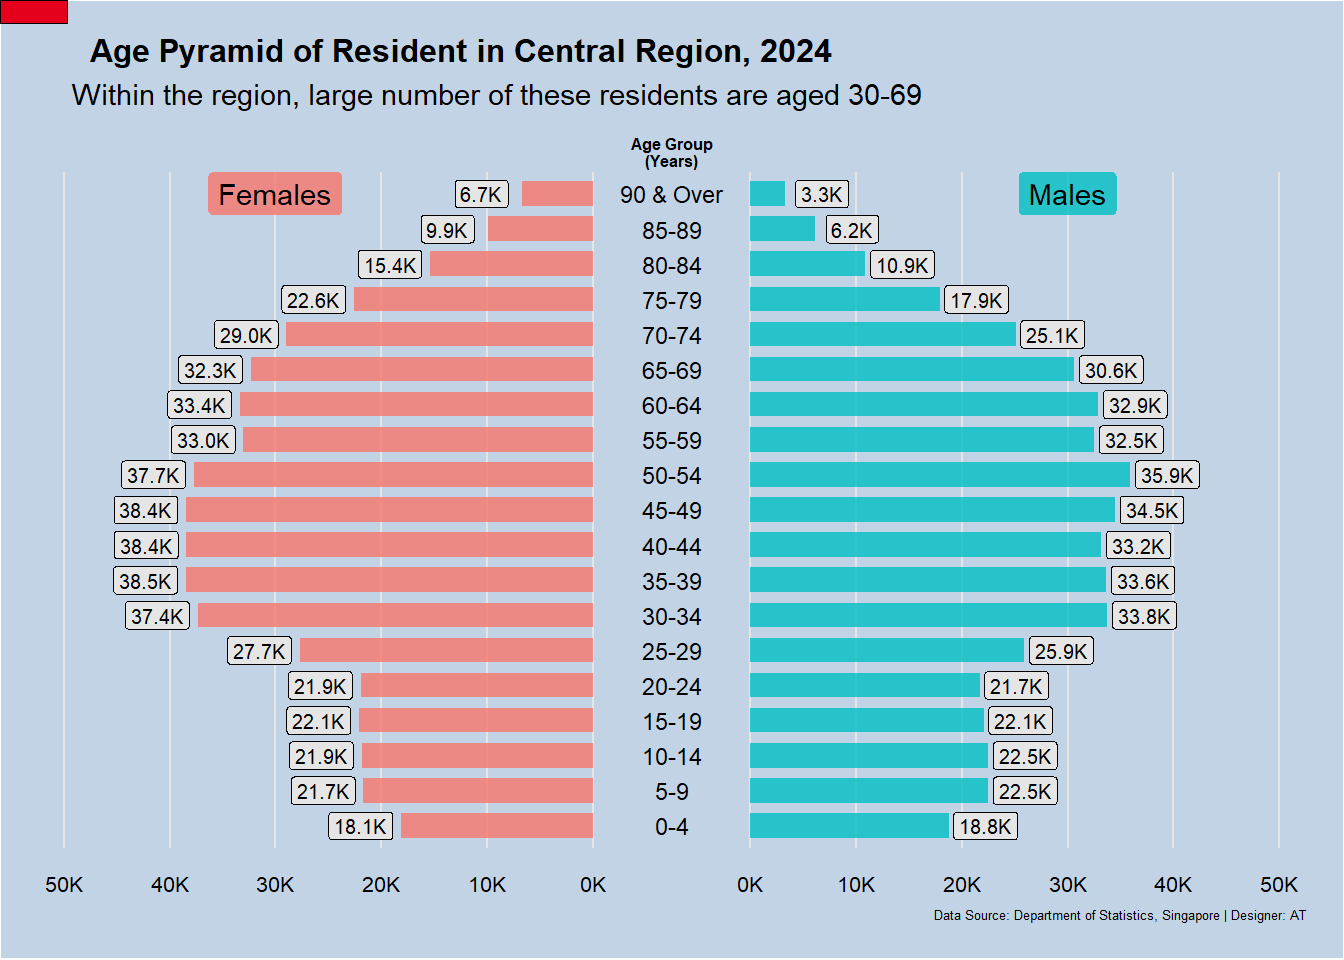 Age Pyramid of Resident in Central Region, 2024
Within the region, large number of these residents are aged 30-69
Age Group
(Years)
Females
Males
6.7K 90 & Over 3.3K
9.9K 85-89 6.2K
15.4K 80-84 10.9K
22.6K 75-79 17.9K
29.0K 70-74 25.1K
32.3K 65-69 30.6K
33.4K 60-64 32.9K
33.0K 55-59 32.5K
37.7K 50-54 35.9K
38.4K 45-49 34.5K
38.4K 40-44 33.2K
38.5K 35-39 33.6K
37.4K 30-34 33.8K
27.7K 25-29 25.9K
21.9K 20-24 21.7K
22.1K 15-19 22.1K
21.9K 10-14 22.5K
21.7K 5-9 22.5K
18.1K 0-4 18.8K
50K 40K 30K 20K 10K 0K 0K 10K 20K 30K 40K 50K
Data Source: Department of Statistics, Singapore | Designer: AT